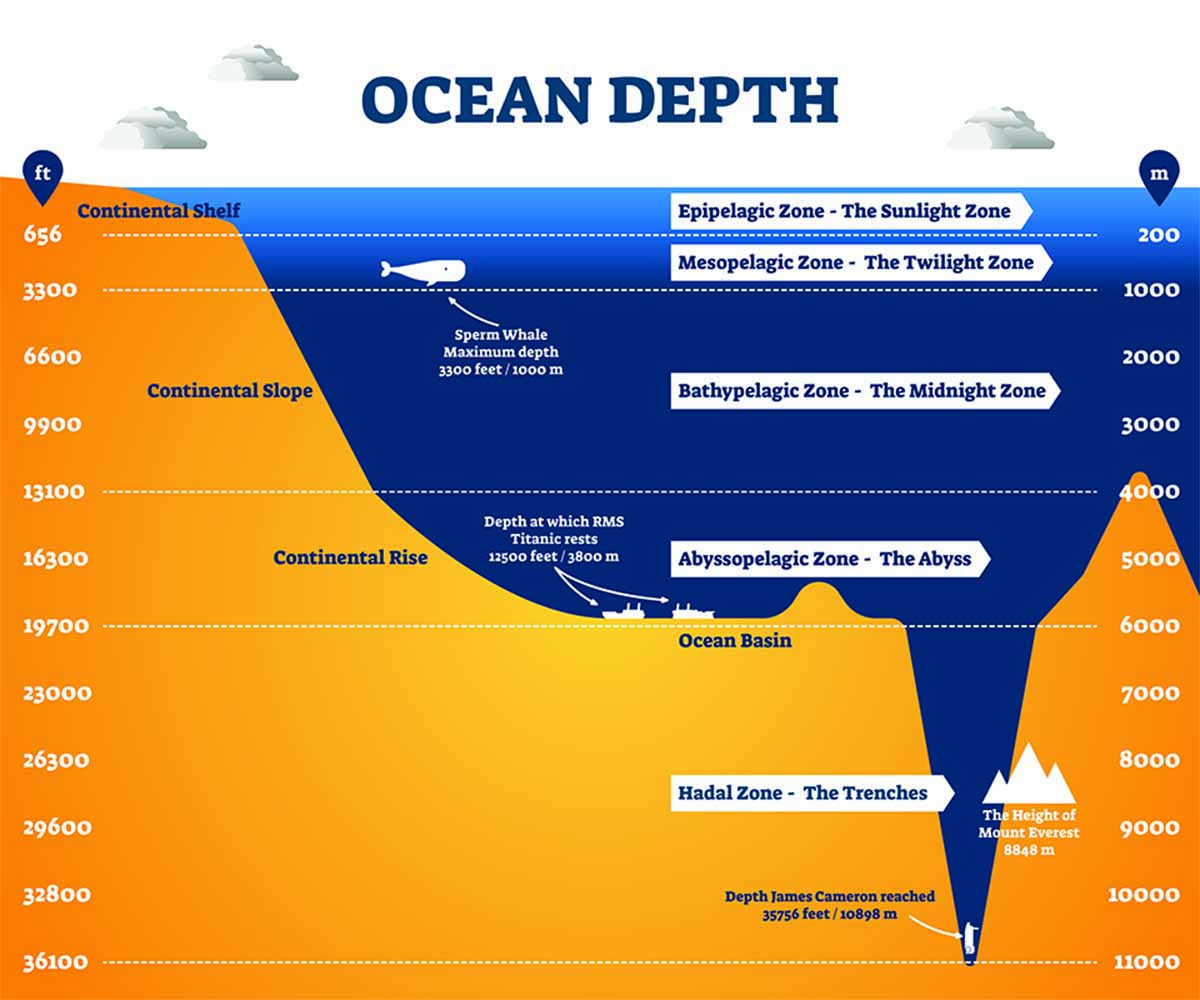 OCEAN DEPTH
ft
m
Continental Shelf
Epipelagic Zone - The Sunlight Zone
656
200
Mesopelagic Zone - The Twilight Zone
3300
1000
Sperm Whale
Maximum depth
3300 feet / 1000 m
6600
2000
Continental Slope
Bathypelagic Zone - The Midnight Zone
9900
3000
13100
4000
Depth at which RMS
Titanic rests
12500 feet / 3800 m
Continental Rise
Abyssopelagic Zone - The Abyss
16300
5000
19700
6000
Ocean Basin
23000
7000
26300
8000
Hadal Zone - The Trenches
The Height of
Mount Everest
8848 m
29600
9000
32800
10000
Depth James Cameron reached
35756 feet / 10898 m
36100
11000